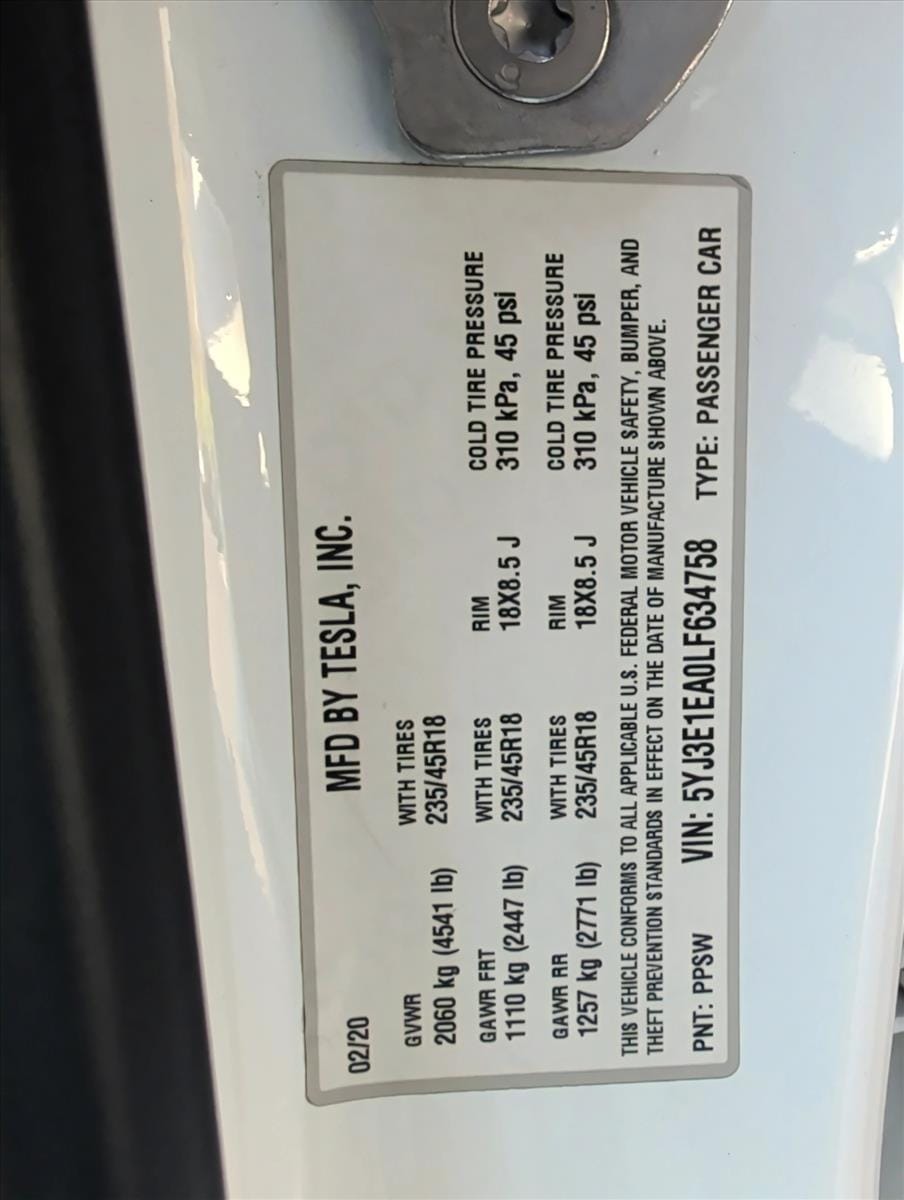 02/20 MFD BY TESLA, INC.
GVWR WITH TIRES
2060 kg (4541 lb) 235/45R18
GAWR FRT WITH TIRES RIM COLD TIRE PRESSURE
1110 kg (2447 lb) 235/45R18 18X8.5 J 310 kPa, 45 psi
GAWR RR WITH TIRES RIM COLD TIRE PRESSURE
1257 kg (2771 lb) 235/45R18 18X8.5 J 310 kPa, 45 psi
THIS VEHICLE CONFORMS TO ALL APPLICABLE U.S. FEDERAL MOTOR VEHICLE SAFETY, BUMPER, AND
THEFT PREVENTION STANDARDS IN EFFECT ON THE DATE OF MANUFACTURE SHOWN ABOVE.
PNT: PPSW VIN: 5YJ3E1EA0LF634758 TYPE: PASSENGER CAR